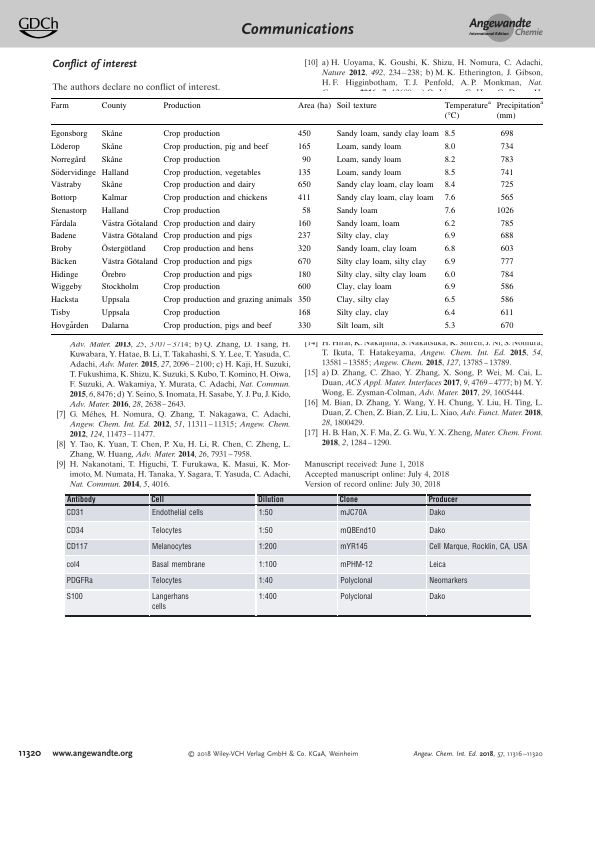 GDCh
Communications
Angewandte
International Edition
Chemie
Conflict of interest
The authors declare no conflict of interest.
[10] a) H. Uoyama, K. Goushi, K. Shizu, H. Nomura, C. Adachi,
Nature 2012, 492, 234–238; b) M. K. Etherington, J. Gibson,
H. F. Higginbotham, T. J. Penfold, A. P. Monkman, Nat.
Farm County Production Area (ha) Soil texture Temperatureª Precipitationª
(°C) (mm)
Egonsborg Skåne Crop production 450 Sandy loam, sandy clay loam 8.5 698
Löderop Skåne Crop production, pig and beef 165 Loam, sandy loam 8.0 734
Norregård Skåne Crop production 90 Loam, sandy loam 8.2 783
Södervidinge Halland Crop production, vegetables 135 Loam, sandy loam 8.5 741
Västraby Skåne Crop production and dairy 650 Sandy clay loam, clay loam 8.4 725
Bottorp Kalmar Crop production and chickens 411 Sandy loam, sandy clay loam 7.6 565
Stenastorp Halland Crop production 58 Sandy loam 7.6 1026
Fårdala Västra Götaland Crop production and dairy 160 Sandy loam, loam 6.2 785
Badene Västra Götaland Crop production and pigs 237 Silty clay, clay 6.9 688
Broby Östergötland Crop production and hens 320 Sandy loam, clay loam 6.8 603
Bäcken Västra Götaland Crop production and pigs 670 Silty clay loam, silty clay 6.9 777
Hidinge Örebro Crop production and pigs 180 Silty clay, silty clay loam 6.0 784
Wiggeby Stockholm Crop production 600 Clay, clay loam 6.9 586
Hacksta Uppsala Crop production and grazing animals 350 Clay, silty clay 6.5 586
Tisby Uppsala Crop production 168 Silty clay, clay 6.4 611
Hovgården Dalarna Crop production, pigs and beef 330 Silt loam, silt 5.3 670
Adv. Mater. 2013, 25, 3707–3714; b) Q. Zhang, D. Tsang, H.
Kuwabara, Y. Hatae, B. Li, T. Takahashi, S. Y. Lee, T. Yasuda, C.
Adachi, Adv. Mater. 2015, 27, 2096–2100; c) H. Kaji, H. Suzuki,
T. Fukushima, K. Shizu, K. Suzuki, S. Kubo, T. Komino, H. Oiwa,
F. Suzuki, A. Wakamiya, Y. Murata, C. Adachi, Nat. Commun.
2015, 6, 8476; d) Y. Seino, S. Inomata, H. Sasabe, Y. J. Pu, J. Kido,
Adv. Mater. 2016, 28, 2638–2643.
[7] G. Méhes, H. Nomura, Q. Zhang, T. Nakagawa, C. Adachi,
Angew. Chem. Int. Ed. 2012, 51, 11311–11315; Angew. Chem.
2012, 124, 11473–11477.
[8] Y. Tao, K. Yuan, T. Chen, P. Xu, H. Li, R. Chen, C. Zheng, L.
Zhang, W. Huang, Adv. Mater. 2014, 26, 7931–7958.
[9] H. Nakanotani, T. Higuchi, T. Furukawa, K. Masui, K. Mor-
imoto, M. Numata, H. Tanaka, Y. Sagara, T. Yasuda, C. Adachi,
Nat. Commun. 2014, 5, 4016.
[14] H. Hirai, K. Nakajima, S. Nakatsuka, K. Shiren, J. Ni, S. Nomura,
T. Ikuta, T. Hatakeyama, Angew. Chem. Int. Ed. 2015, 54,
13581–13585; Angew. Chem. 2015, 127, 13785–13789.
[15] a) D. Zhang, C. Zhao, Y. Zhang, X. Song, P. Wei, M. Cai, L.
Duan, ACS Appl. Mater. Interfaces 2017, 9, 4769–4777; b) M. Y.
Wong, E. Zysman-Colman, Adv. Mater. 2017, 29, 1605444.
[16] M. Bian, D. Zhang, Y. Wang, Y. H. Chung, Y. Liu, H. Ting, L.
Duan, Z. Chen, Z. Bian, Z. Liu, L. Xiao, Adv. Funct. Mater. 2018,
28, 1800429.
[17] H. B. Han, X. F. Ma, Z. G. Wu, Y. X. Zheng, Mater. Chem. Front.
2018, 2, 1284–1290.
Manuscript received: June 1, 2018
Accepted manuscript online: July 4, 2018
Version of record online: July 30, 2018
Antibody Cell Dilution Clone Producer
CD31 Endothelial cells 1:50 mJC70A Dako
CD34 Telocytes 1:50 mQBEnd10 Dako
CD117 Melanocytes 1:200 mYR145 Cell Marque, Rocklin, CA, USA
col4 Basal membrane 1:100 mPHM-12 Leica
PDGFRa Telocytes 1:40 Polyclonal Neomarkers
S100 Langerhans 1:400 Polyclonal Dako
cells
11320 www.angewandte.org © 2018 Wiley-VCH Verlag GmbH & Co. KGaA, Weinheim Angew. Chem. Int. Ed. 2018, 57, 11316–11320